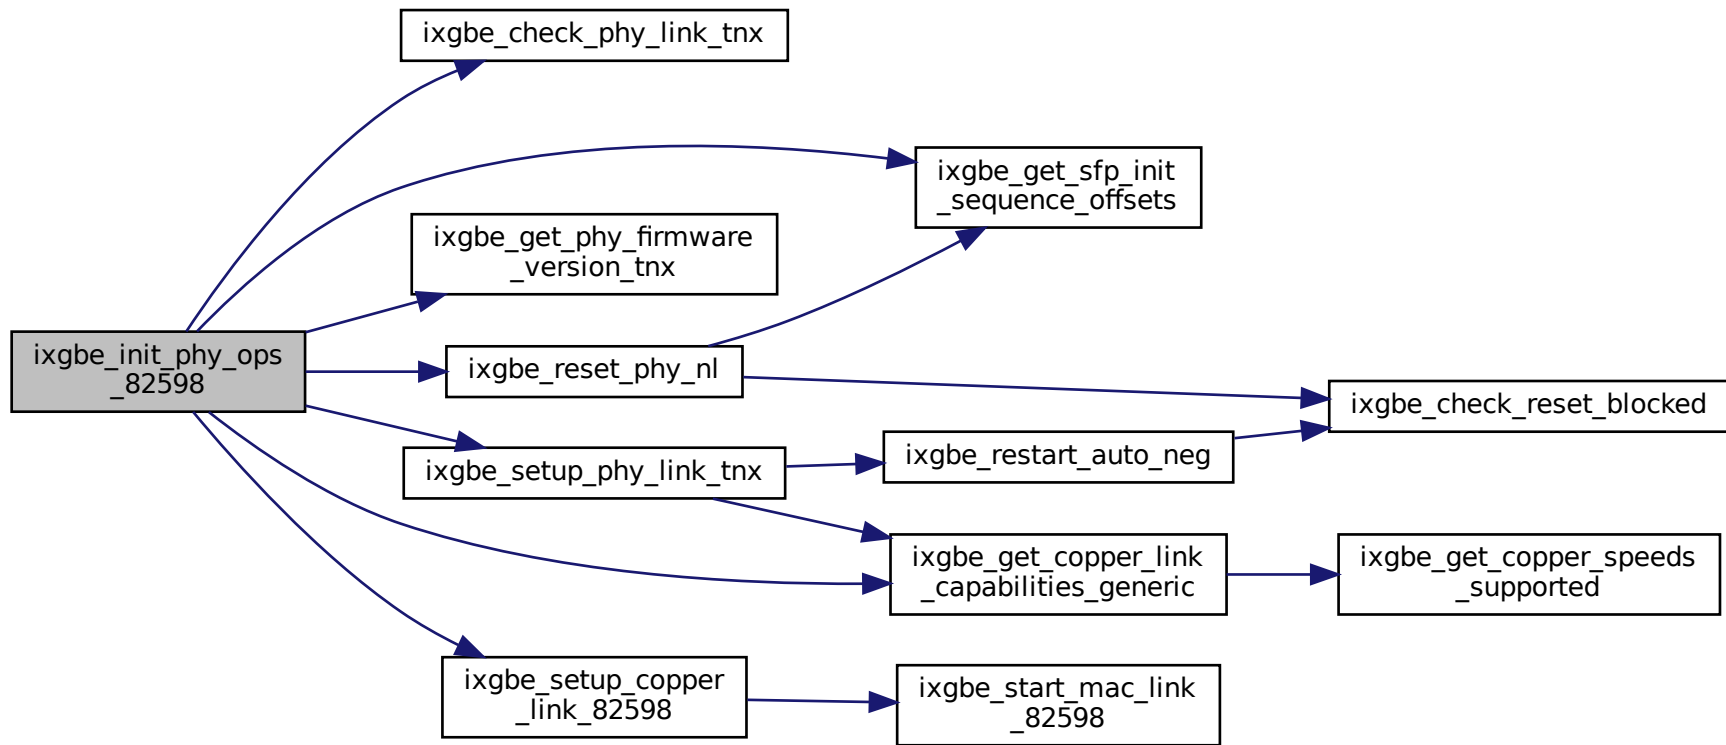 ixgbe_check_phy_link_tnx
ixgbe_get_sfp_init
_sequence_offsets
ixgbe_get_phy_firmware
_version_tnx
ixgbe_init_phy_ops
_82598
ixgbe_reset_phy_nl
ixgbe_check_reset_blocked
ixgbe_setup_phy_link_tnx
ixgbe_restart_auto_neg
ixgbe_get_copper_link
_capabilities_generic
ixgbe_get_copper_speeds
_supported
ixgbe_setup_copper
_link_82598
ixgbe_start_mac_link
_82598